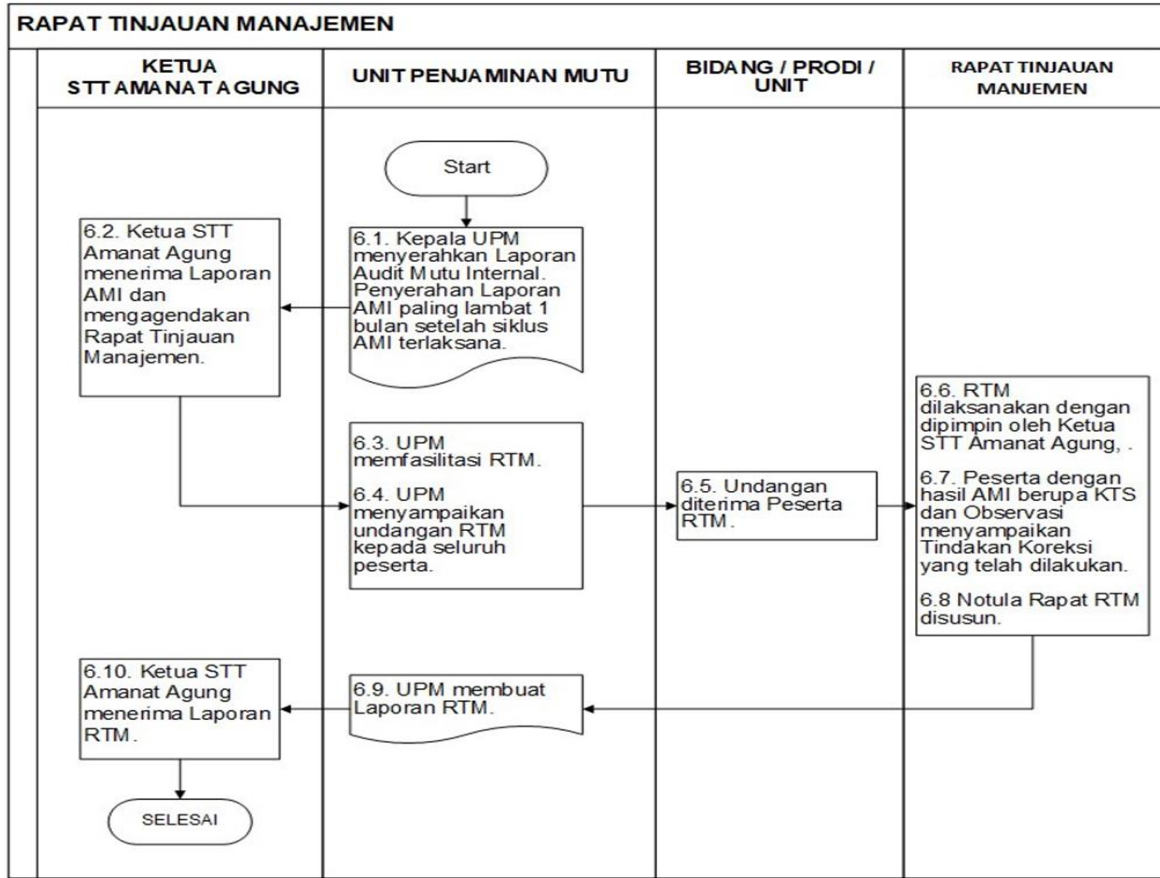 RAPAT TINJAUAN MANAJEMEN
KETUA
STT AMANAT AGUNG
UNIT PENJAMINAN MUTU
BIDANG / PRODI /
UNIT
RAPAT TINJAUAN
MANJEMEN
Start
6.1. Kepala UPM
menyerahkan Laporan
Audit Mutu Internal.
Penyerahan Laporan
AMI paling lambat 1
bulan setelah siklus
AMI terlaksana.
6.2. Ketua STT
Amanat Agung
menerima Laporan
AMI dan
mengagendakan
Rapat Tinjauan
Manajemen.
6.3. UPM
memfasilitasi RTM.
6.4. UPM
menyampaikan
undangan RTM
kepada seluruh
peserta.
6.5. Undangan
diterima Peserta
RTM.
6.6. RTM
dilaksanakan dengan
dipimpin oleh Ketua
STT Amanat Agung, .
6.7. Peserta dengan
hasil AMI berupa KTS
dan Observasi
menyampaikan
Tindakan Koreksi
yang telah dilakukan.
6.8 Notula Rapat RTM
disusun.
6.9. UPM membuat
Laporan RTM.
6.10. Ketua STT
Amanat Agung
menerima Laporan
RTM.
SELESAI